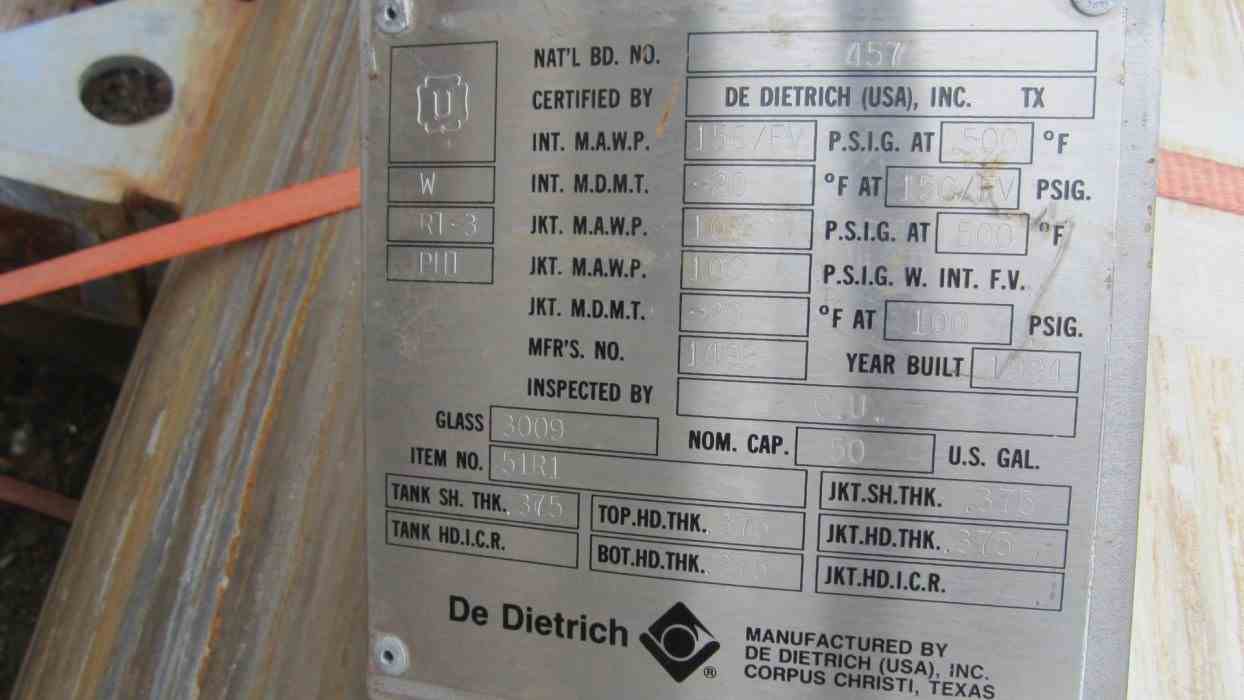 NAT'L BD. NO. 457
U
CERTIFIED BY DE DIETRICH (USA), INC. TX
INT. M.A.W.P. P.S.I.G. AT 500 °F
W INT. M.D.M.T. -20 °F AT 150/FV PSIG.
RT-3 JKT. M.A.W.P. P.S.I.G. AT 500 °F
JKT. M.A.W.P. 100 P.S.I.G. W. INT. F.V.
JKT. M.D.M.T. -20 °F AT 100 PSIG.
MFR'S. NO. YEAR BUILT
INSPECTED BY C.U.
GLASS 3009 NOM. CAP. 50 U.S. GAL.
ITEM NO. 51R1
TANK SH. THK. .375 TOP.HD.THK. JKT.SH.THK. .375
TANK HD.I.C.R. BOT.HD.THK. JKT.HD.THK. .375
JKT.HD.I.C.R.
De Dietrich ®
MANUFACTURED BY
DE DIETRICH (USA), INC.
CORPUS CHRISTI, TEXAS